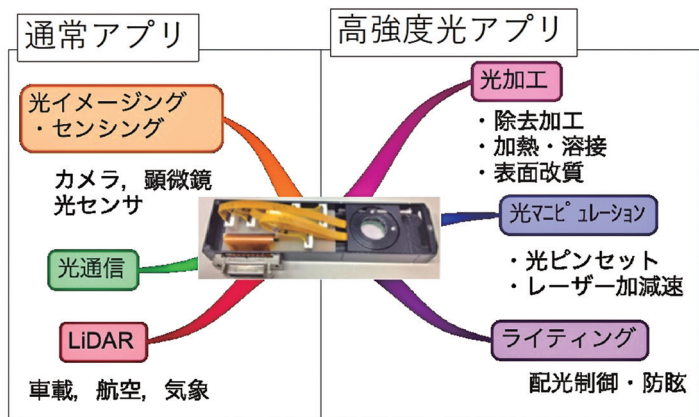 通常アプリ
光イメージング
・センシング
カメラ，顕微鏡
光センサ
光通信
LiDAR
車載，航空，気象
高強度光アプリ
光加工
・除去加工
・加熱・溶接
・表面改質
光ﾏﾆﾋﾟｭﾚｰｼｮﾝ
・光ピンセット
・レーザー加減速
ライティング
配光制御・防眩